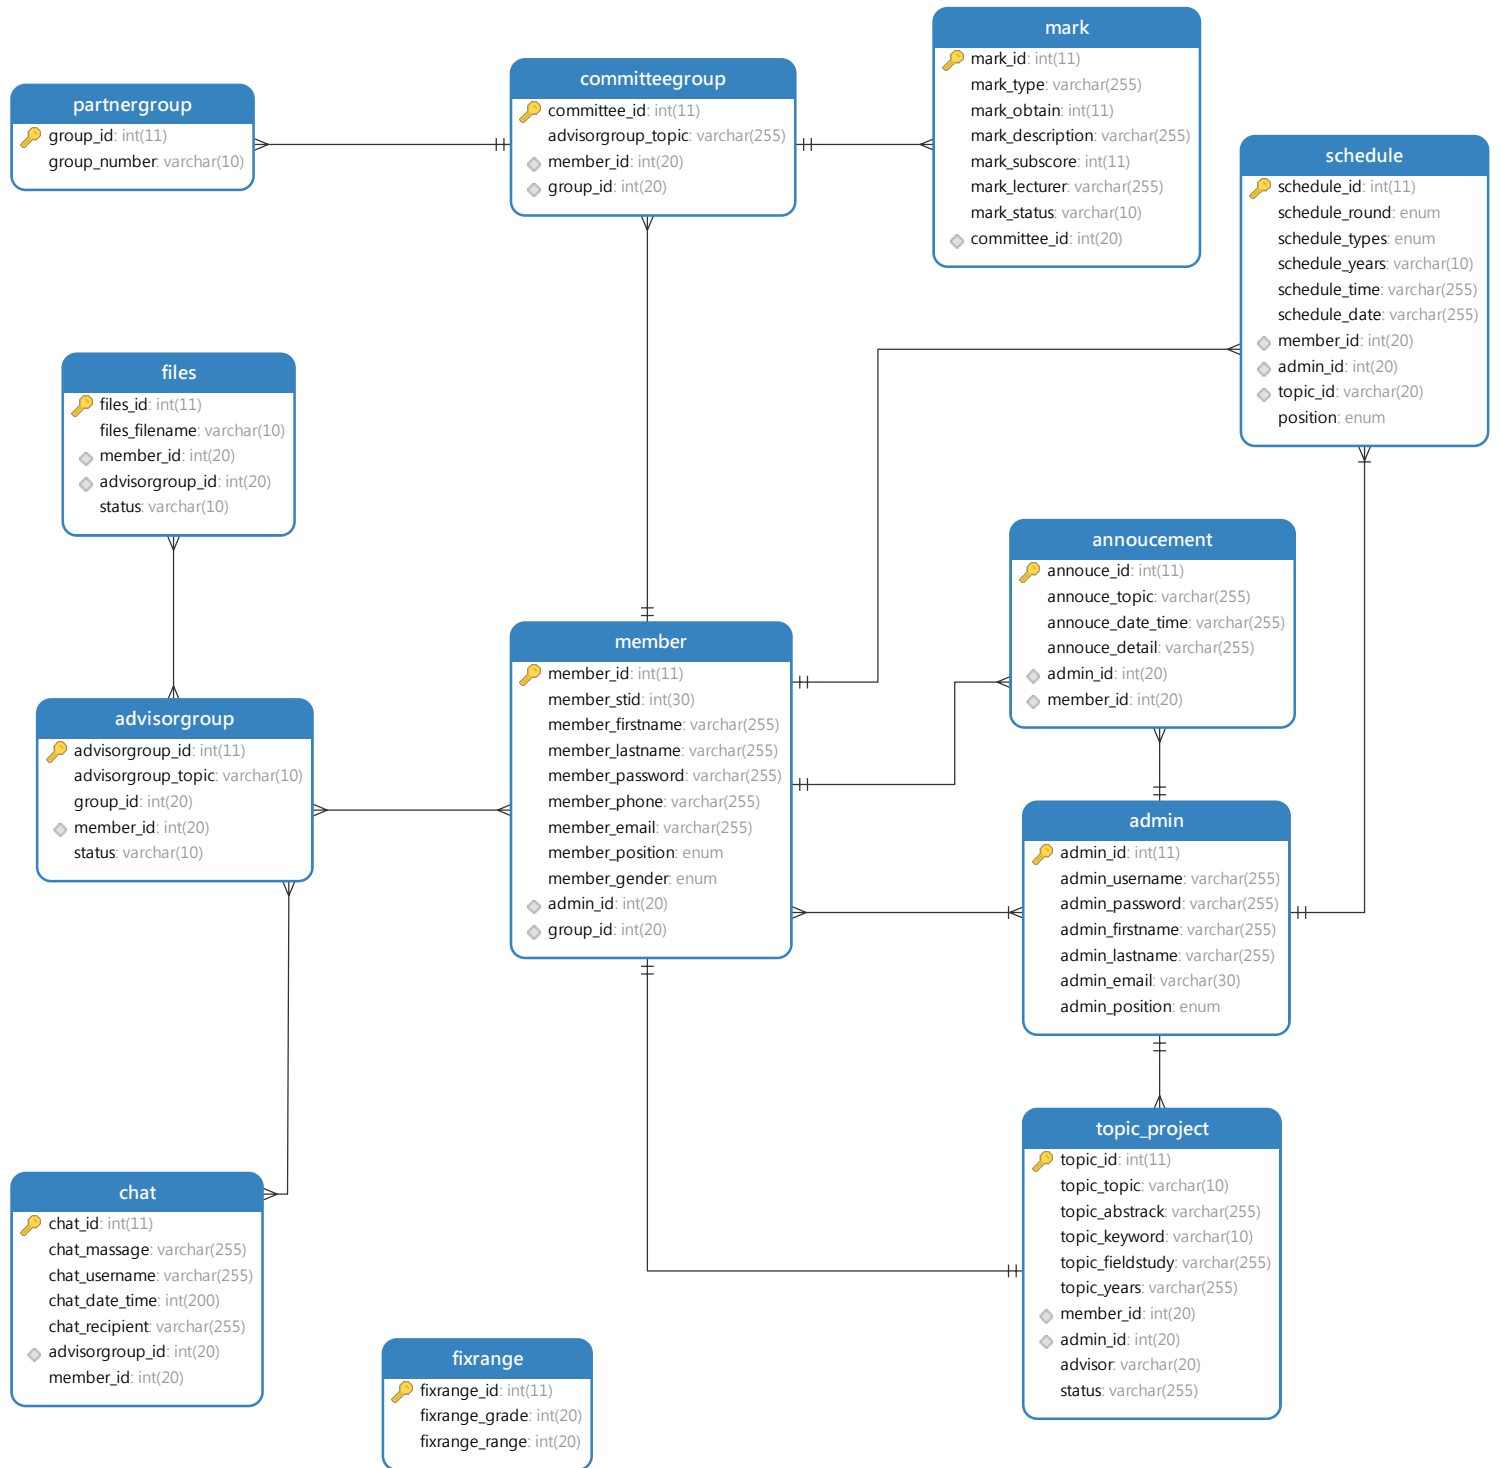 partnergroup
group_id: int(11)
group_number: varchar(10)
committeegroup
committee_id: int(11)
advisorgroup_topic: varchar(255)
member_id: int(20)
group_id: int(20)
mark
mark_id: int(11)
mark_type: varchar(255)
mark_obtain: int(11)
mark_description: varchar(255)
mark_subscore: int(11)
mark_lecturer: varchar(255)
mark_status: varchar(10)
committee_id: int(20)
schedule
schedule_id: int(11)
schedule_round: enum
schedule_types: enum
schedule_years: varchar(10)
schedule_time: varchar(255)
schedule_date: varchar(255)
member_id: int(20)
admin_id: int(20)
topic_id: varchar(20)
position: enum
files
files_id: int(11)
files_filename: varchar(10)
member_id: int(20)
advisorgroup_id: int(20)
status: varchar(10)
annoucement
annouce_id: int(11)
annouce_topic: varchar(255)
annouce_date_time: varchar(255)
annouce_detail: varchar(255)
admin_id: int(20)
member_id: int(20)
member
member_id: int(11)
member_stid: int(30)
member_firstname: varchar(255)
member_lastname: varchar(255)
member_password: varchar(255)
member_phone: varchar(255)
member_email: varchar(255)
member_position: enum
member_gender: enum
admin_id: int(20)
group_id: int(20)
advisorgroup
advisorgroup_id: int(11)
advisorgroup_topic: varchar(10)
group_id: int(20)
member_id: int(20)
status: varchar(10)
admin
admin_id: int(11)
admin_username: varchar(255)
admin_password: varchar(255)
admin_firstname: varchar(255)
admin_lastname: varchar(255)
admin_email: varchar(30)
admin_position: enum
topic_project
topic_id: int(11)
topic_topic: varchar(10)
topic_abstrack: varchar(255)
topic_keyword: varchar(10)
topic_fieldstudy: varchar(255)
topic_years: varchar(255)
member_id: int(20)
admin_id: int(20)
advisor: varchar(20)
status: varchar(255)
chat
chat_id: int(11)
chat_massage: varchar(255)
chat_username: varchar(255)
chat_date_time: int(200)
chat_recipient: varchar(255)
advisorgroup_id: int(20)
member_id: int(20)
fixrange
fixrange_id: int(11)
fixrange_grade: int(20)
fixrange_range: int(20)